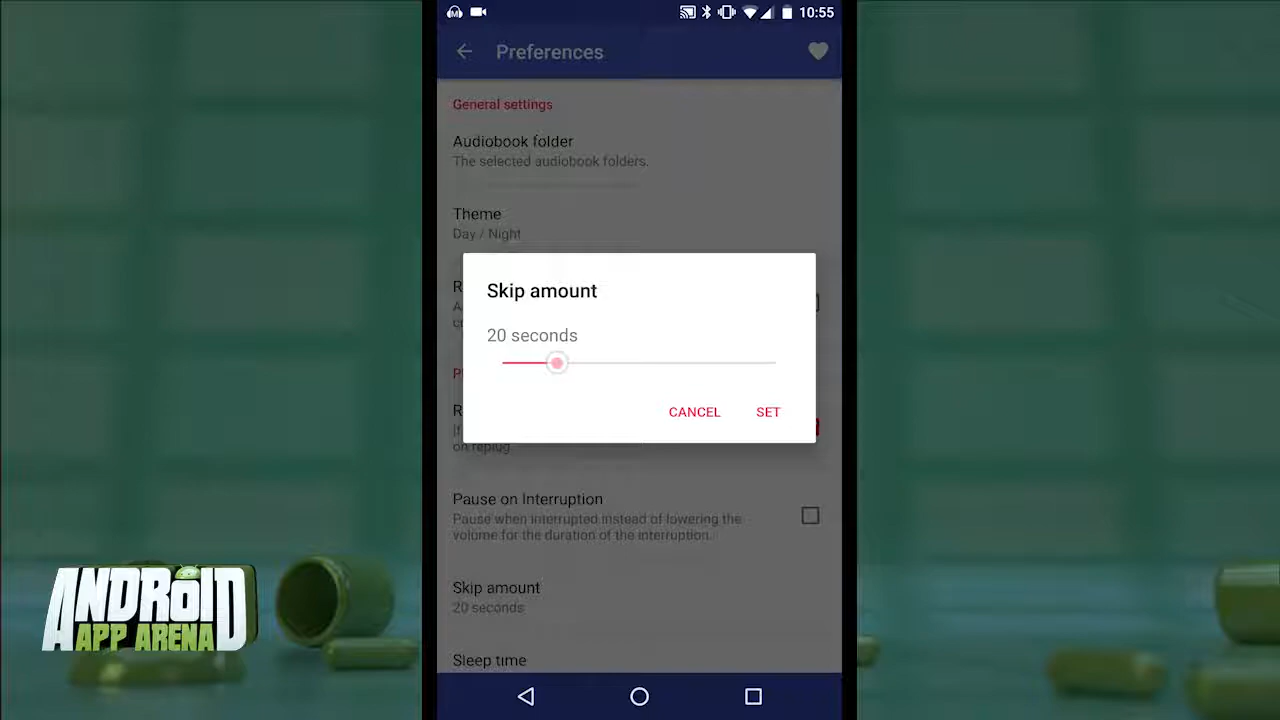 10:55
Preferences
General settings
Audiobook folder
The selected audiobook folders.
Theme
Day / Night
Skip amount
20 seconds
CANCEL SET
on replug
Pause on Interruption
Pause when interrupted instead of lowering the
volume for the duration of the interruption.
Skip amount
20 seconds
Sleep time
ANDROID
APP ARENA